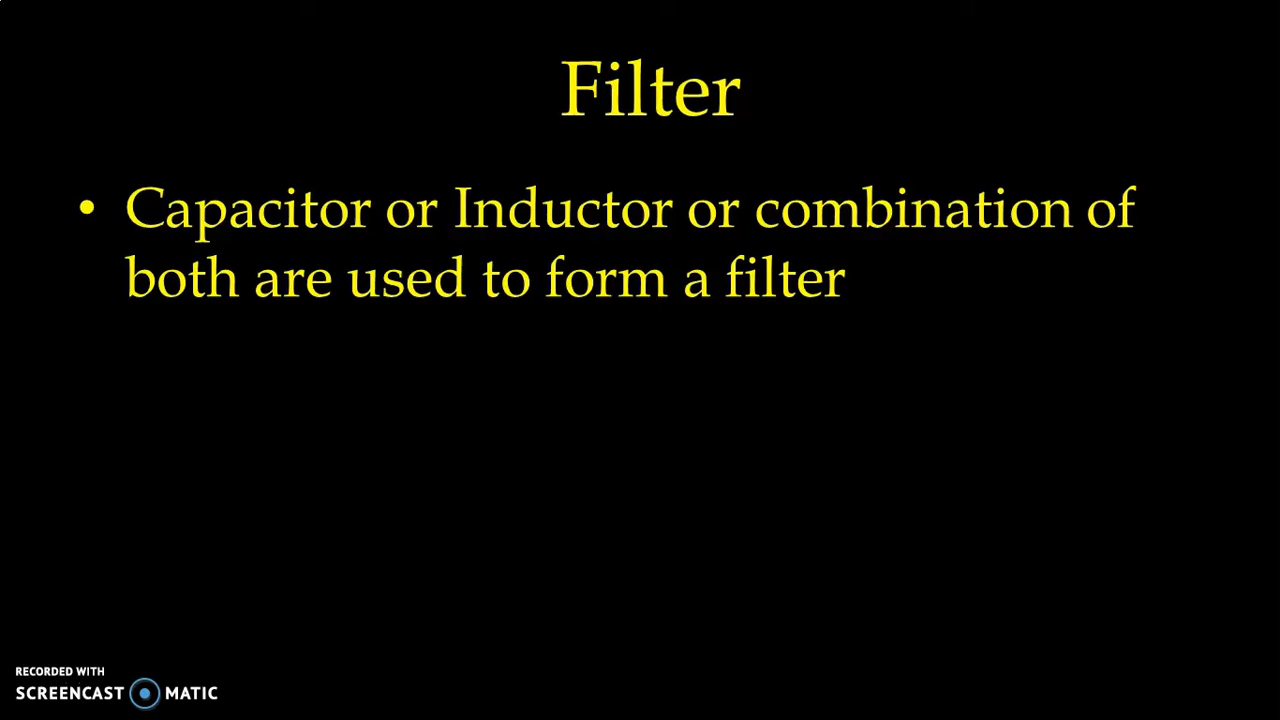 Filter
• Capacitor or Inductor or combination of
both are used to form a filter
RECORDED WITH
SCREENCAST MATIC